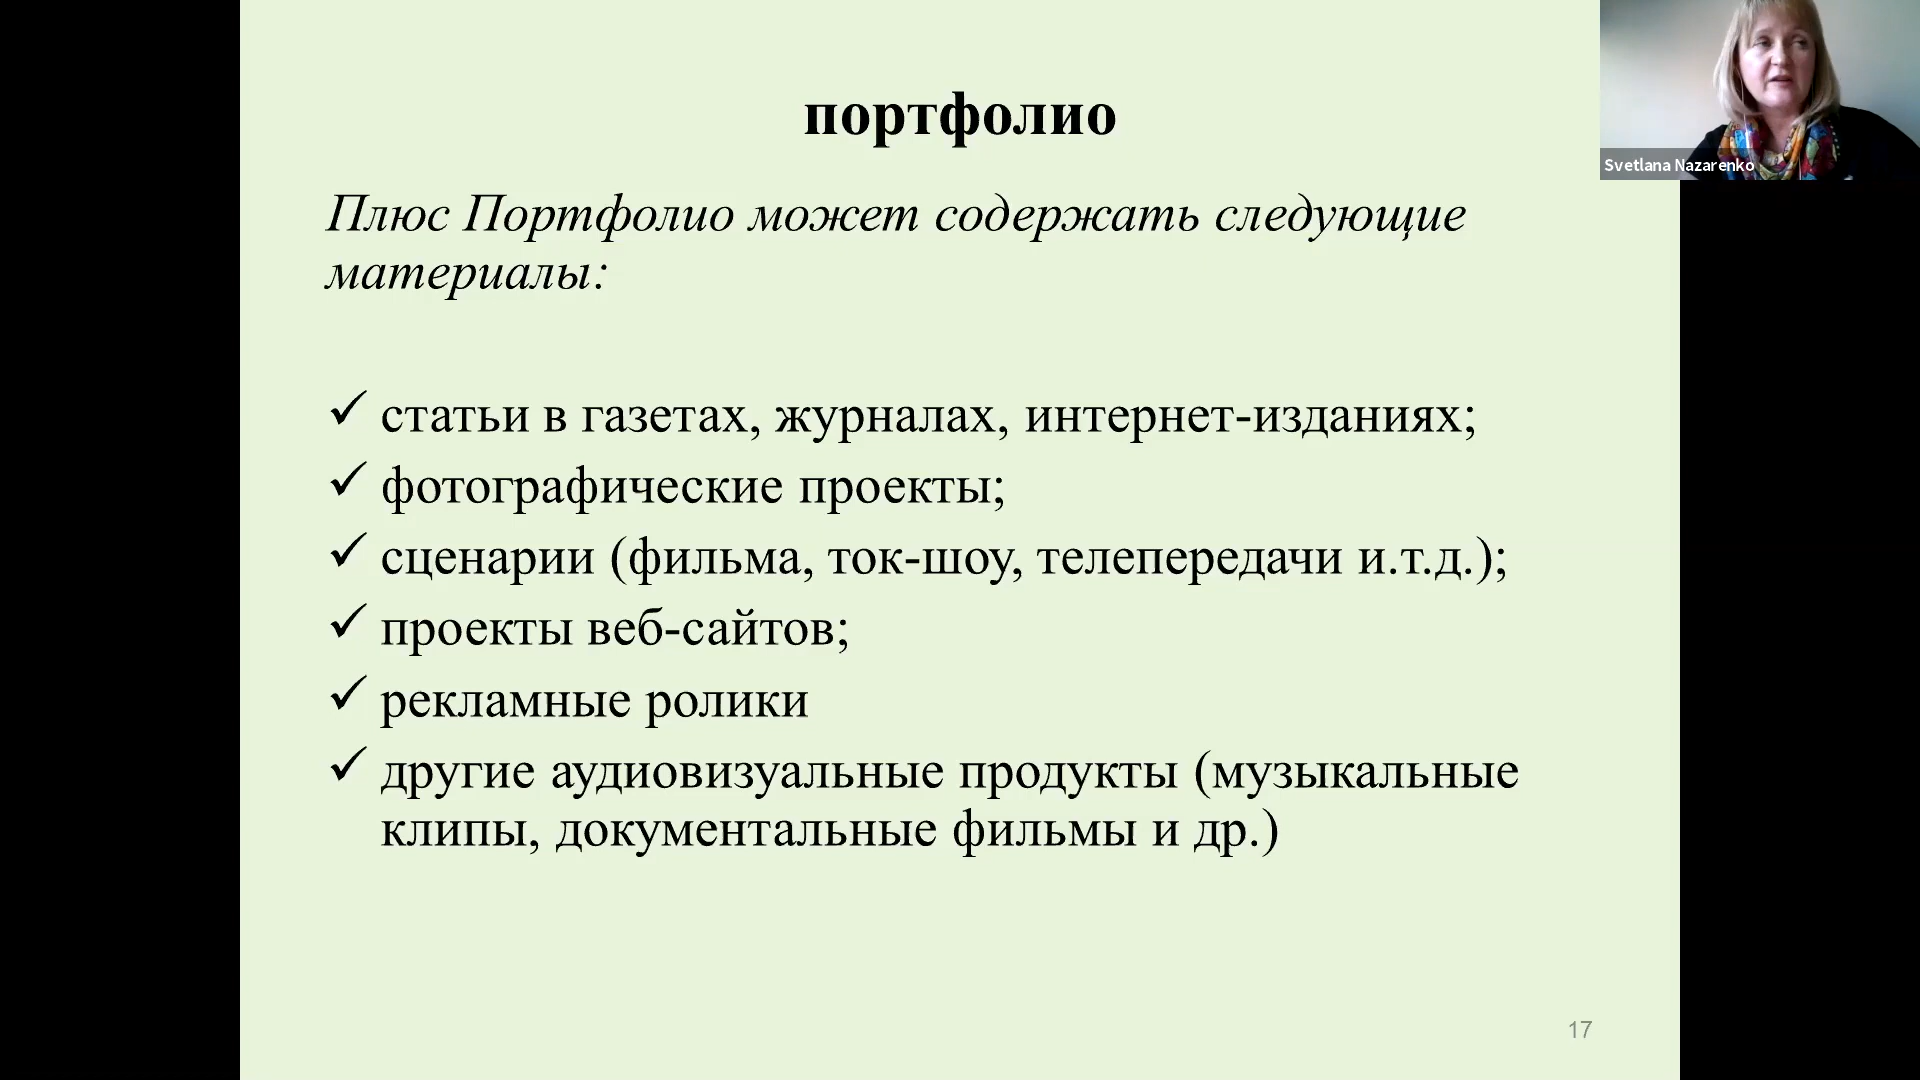 портфолио
Svetlana Nazarenko
Плюс Портфолио может содержать следующие
материалы:
✓ статьи в газетах, журналах, интернет-изданиях;
✓ фотографические проекты;
✓ сценарии (фильма, ток-шоу, телепередачи и.т.д.);
✓ проекты веб-сайтов;
✓ рекламные ролики
✓ другие аудиовизуальные продукты (музыкальные
клипы, документальные фильмы и др.)
17